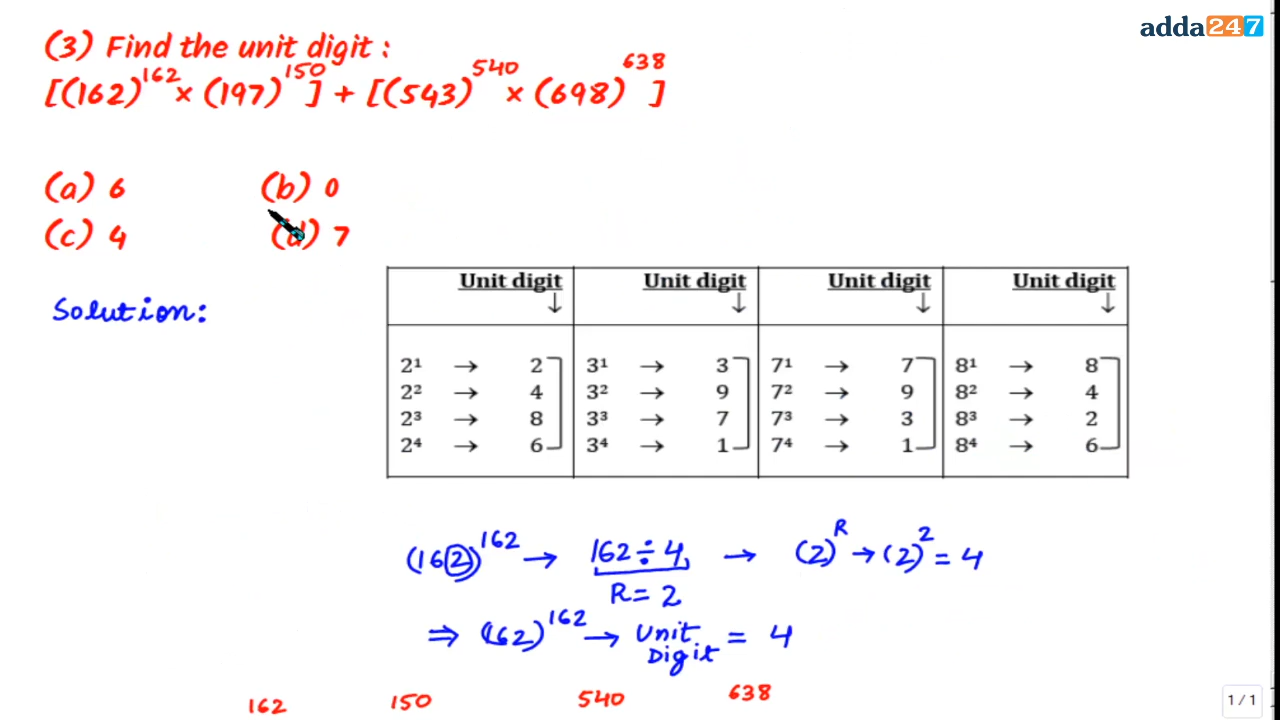 adda247
(3) Find the unit digit :
[(162)¹⁶² × (197)¹⁵⁰] + [(543)⁵⁴⁰ × (698)⁶³⁸]
(a) 6 (b) 0
(c) 4 (d) 7
Solution:
Unit digit Unit digit Unit digit Unit digit
↓ ↓ ↓ ↓
2¹ → 2 3¹ → 3 7¹ → 7 8¹ → 8
2² → 4 3² → 9 7² → 9 8² → 4
2³ → 8 3³ → 7 7³ → 3 8³ → 2
2⁴ → 6 3⁴ → 1 7⁴ → 1 8⁴ → 6
(162)¹⁶² → 162 ÷ 4 → (2)ᴿ → (2)² = 4
R = 2
⇒ (162)¹⁶² → Unit Digit = 4
162 150 540 638
1 / 1